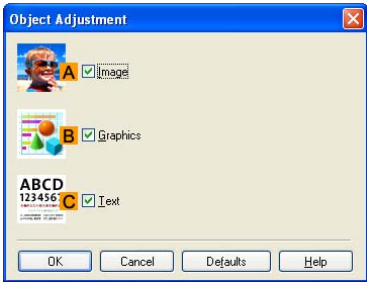 Object Adjustment
A Image
B Graphics
ABCD
123456
C Text
OK Cancel Defaults Help